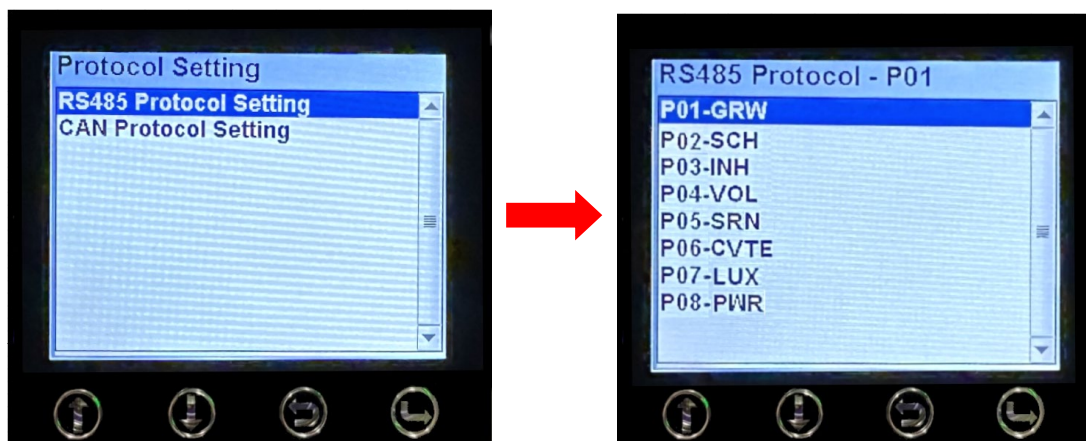 Protocol Setting
RS485 Protocol Setting
CAN Protocol Setting
RS485 Protocol - P01
P01-GRW
P02-SCH
P03-INH
P04-VOL
P05-SRN
P06-CVTE
P07-LUX
P08-PWR